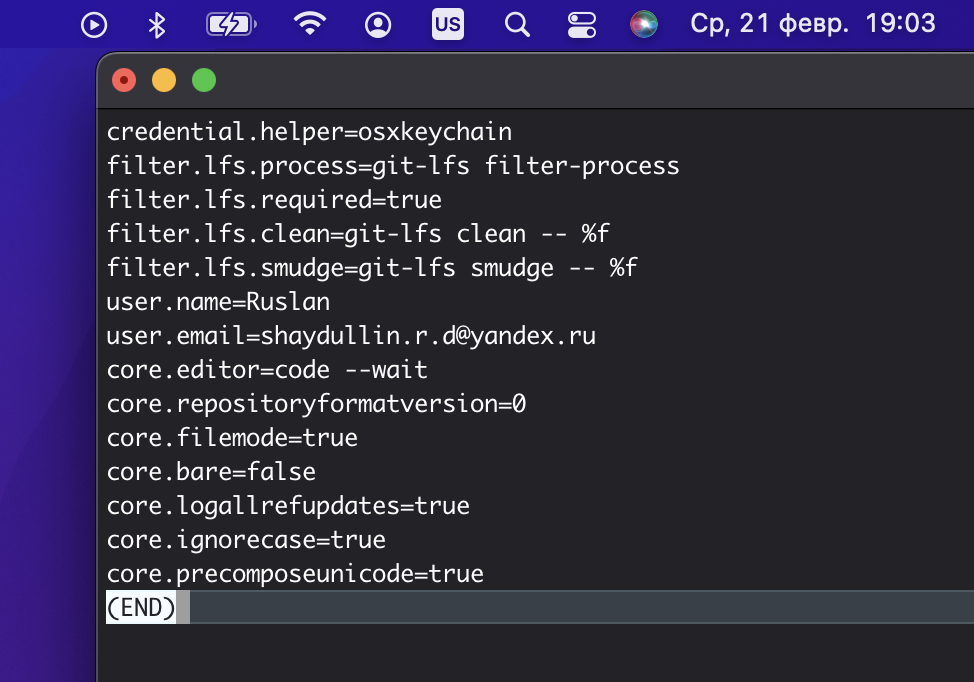 US Ср, 21 февр. 19:03
credential.helper=osxkeychain
filter.lfs.process=git-lfs filter-process
filter.lfs.required=true
filter.lfs.clean=git-lfs clean -- %f
filter.lfs.smudge=git-lfs smudge -- %f
user.name=Ruslan
user.email=shaydullin.r.d@yandex.ru
core.editor=code --wait
core.repositoryformatversion=0
core.filemode=true
core.bare=false
core.logallrefupdates=true
core.ignorecase=true
core.precomposeunicode=true
(END)